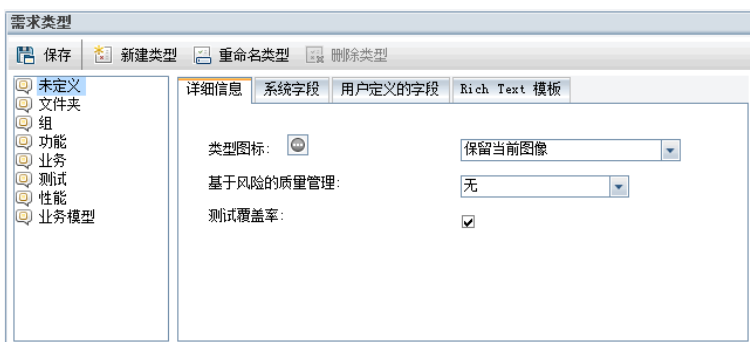 需求类型
保存 新建类型 重命名类型 删除类型
未定义
文件夹
组
功能
业务
测试
性能
业务模型
详细信息 系统字段 用户定义的字段 Rich Text 模板
类型图标: 保留当前图像
基于风险的质量管理: 无
测试覆盖率: